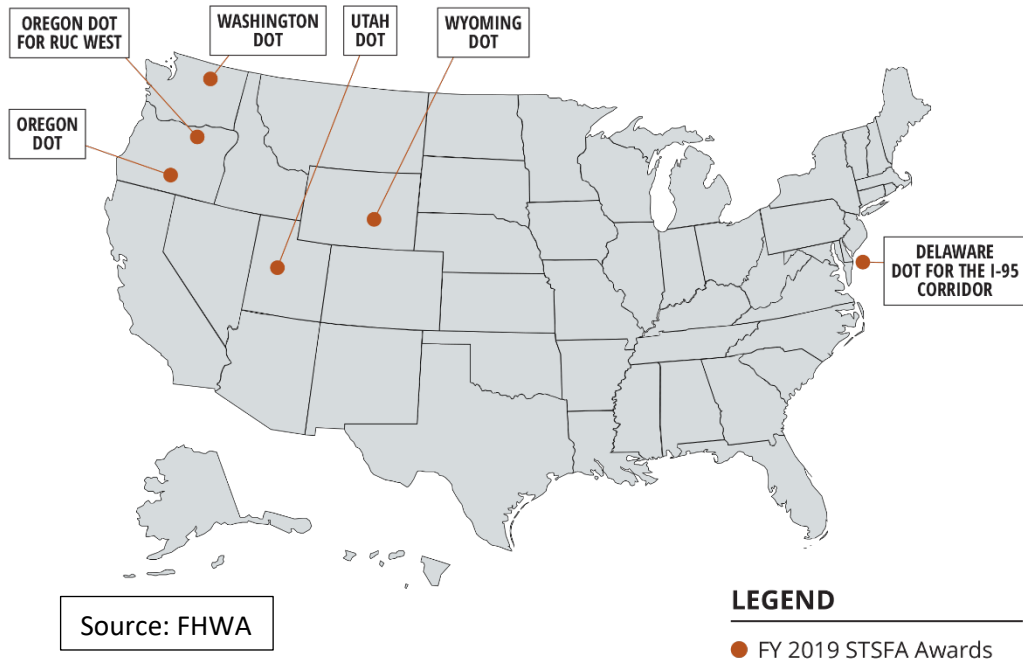 OREGON DOT
FOR RUC WEST
WASHINGTON
DOT
UTAH
DOT
WYOMING
DOT
OREGON
DOT
DELAWARE
DOT FOR THE I-95
CORRIDOR
Source: FHWA
LEGEND
FY 2019 STSFA Awards